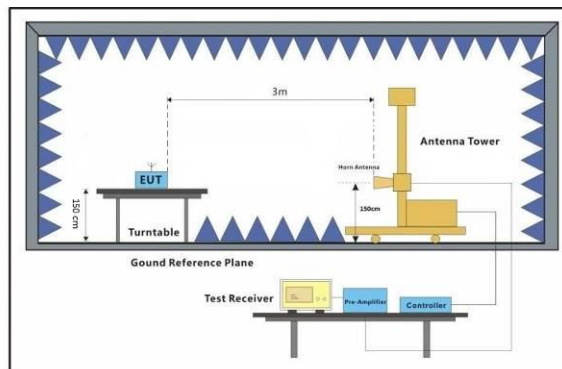 3m
Antenna Tower
Horn Antenna
EUT
150 cm
150cm
Turntable
Gound Reference Plane
Test Receiver
Pre-Amplifier
Controller